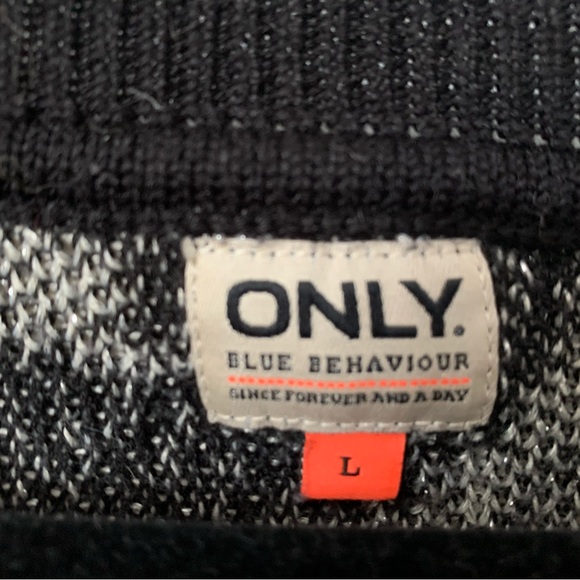 ONLY.
BLUE BEHAVIOUR
SINCE FOREVER AND A DAY
L